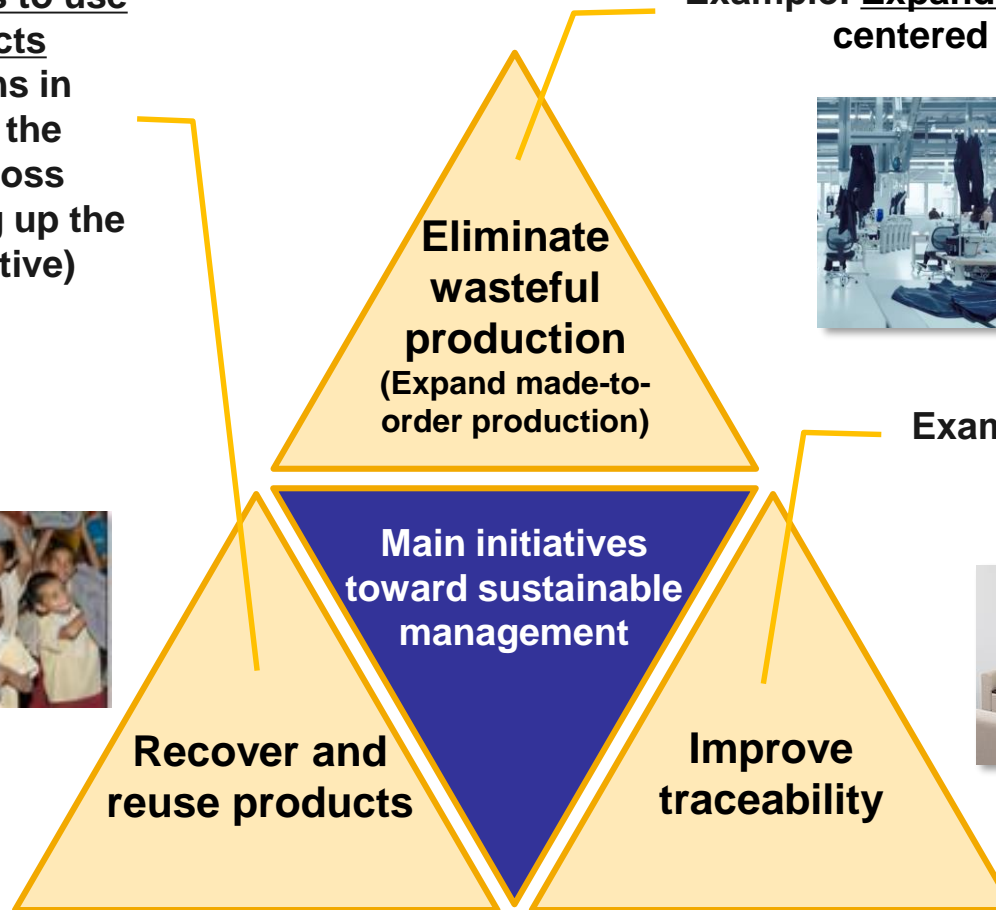 s to use
cts
ns in
the
oss
g up the
tive)
centered
Eliminate
wasteful
production
(Expand made-to-
order production)
Exam
Main initiatives
toward sustainable
management
Recover and
reuse products
Improve
traceability